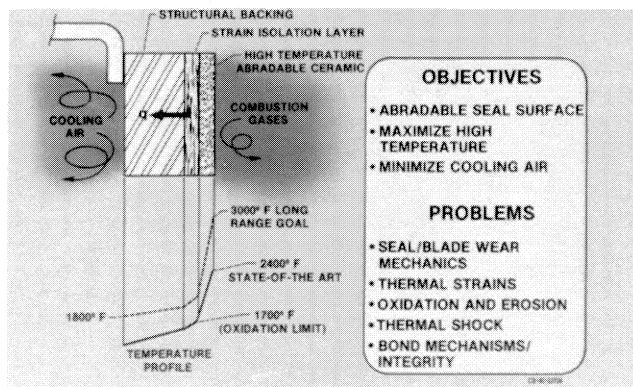 STRUCTURAL BACKING
STRAIN ISOLATION LAYER
HIGH TEMPERATURE
ABRADABLE CERAMIC
COOLING
AIR
q
COMBUSTION
GASES
3000° F LONG
RANGE GOAL
2400° F
STATE-OF-THE ART
1800° F
1700° F
(OXIDATION LIMIT)
TEMPERATURE
PROFILE
OBJECTIVES
• ABRADABLE SEAL SURFACE
• MAXIMIZE HIGH
TEMPERATURE
• MINIMIZE COOLING AIR
PROBLEMS
• SEAL/BLADE WEAR
MECHANICS
• THERMAL STRAINS
• OXIDATION AND EROSION
• THERMAL SHOCK
• BOND MECHANISMS/
INTEGRITY